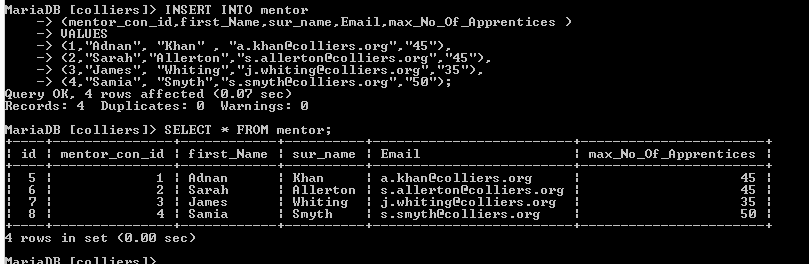 MariaDB [colliers]> INSERT INTO mentor
    -> (mentor_con_id,first_Name,sur_name,Email,max_No_Of_Apprentices )
    -> VALUES
    -> (1,"Adnan", "Khan" , "a.khan@colliers.org","45"),
    -> (2,"Sarah","Allerton","s.allerton@colliers.org","45"),
    -> (3,"James", "Whiting","j.whiting@colliers.org","35"),
    -> (4,"Samia", "Smyth","s.smyth@colliers.org","50");
Query OK, 4 rows affected (0.07 sec)
Records: 4  Duplicates: 0  Warnings: 0

MariaDB [colliers]> SELECT * FROM mentor;
+----+---------------+------------+----------+-------------------------+-----------------------+
| id | mentor_con_id | first_Name | sur_name | Email                   | max_No_Of_Apprentices |
+----+---------------+------------+----------+-------------------------+-----------------------+
|  5 |             1 | Adnan      | Khan     | a.khan@colliers.org     |                    45 |
|  6 |             2 | Sarah      | Allerton | s.allerton@colliers.org |                    45 |
|  7 |             3 | James      | Whiting  | j.whiting@colliers.org  |                    35 |
|  8 |             4 | Samia      | Smyth    | s.smyth@colliers.org    |                    50 |
+----+---------------+------------+----------+-------------------------+-----------------------+
4 rows in set (0.00 sec)

MariaDB [colliers]>